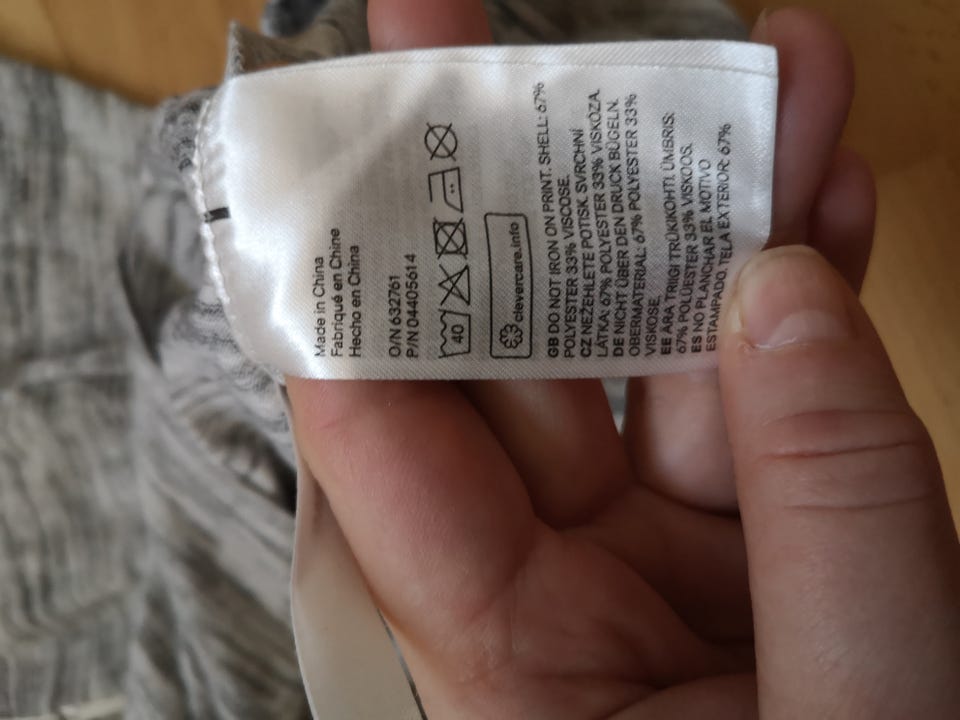 Made in China
Fabriqué en Chine
Hecho en China
O/N 632761
P/N 04405614
40
clevercare.info
GB DO NOT IRON ON PRINT. SHELL: 67%
POLYESTER 33% VISCOSE.
CZ NEŽEHLETE POTISK. SVRCHNÍ
LÁTKA: 67% POLYESTER 33% VISKÓZA.
DE NICHT ÜBER DEN DRUCK BÜGELN.
OBERMATERIAL: 67% POLYESTER 33%
VISKOSE.
EE ÄRA TRIIGI TRÜKIKOHTI. ÜMBRIS:
67% POLÜESTER 33% VISKOOS.
ES NO PLANCHAR EL MOTIVO
ESTAMPADO. TELA EXTERIOR: 67%